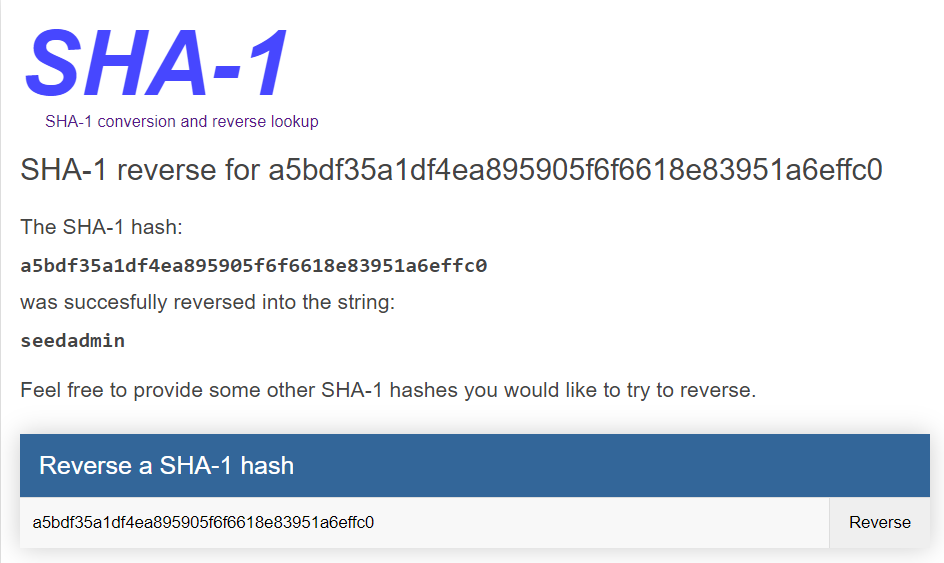 SHA-1
SHA-1 conversion and reverse lookup
SHA-1 reverse for a5bdf35a1df4ea895905f6f6618e83951a6effc0
The SHA-1 hash:
a5bdf35a1df4ea895905f6f6618e83951a6effc0
was succesfully reversed into the string:
seedadmin
Feel free to provide some other SHA-1 hashes you would like to try to reverse.
Reverse a SHA-1 hash
a5bdf35a1df4ea895905f6f6618e83951a6effc0 Reverse